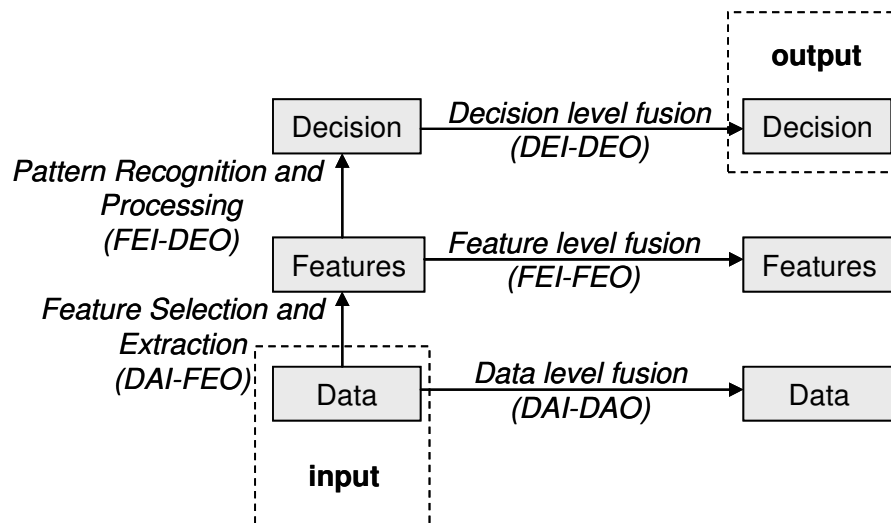 output
Decision
Decision level fusion
(DEI-DEO)
Decision
Pattern Recognition and
Processing
(FEI-DEO)
Features
Feature level fusion
(FEI-FEO)
Features
Feature Selection and
Extraction
(DAI-FEO)
Data
Data level fusion
(DAI-DAO)
Data
input